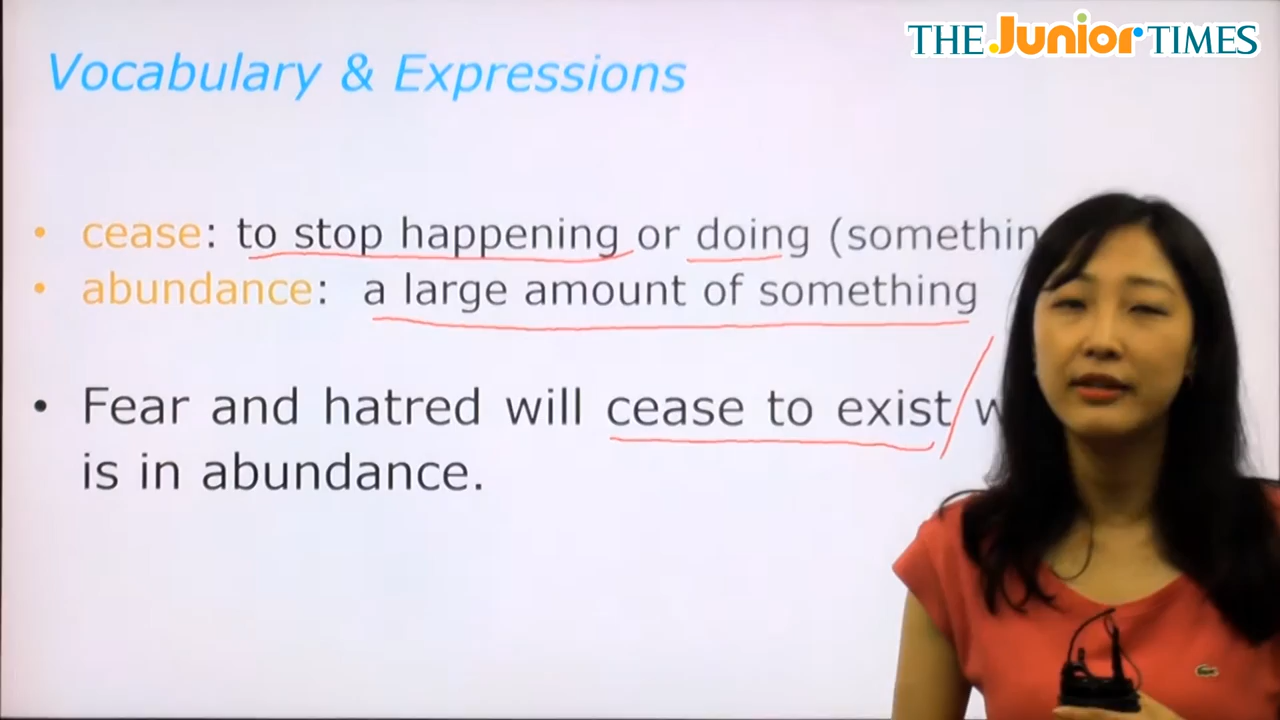 THE Junior TIMES
Vocabulary & Expressions
• cease: to stop happening or doing
• abundance: a large amount of something
• Fear and hatred will cease to exist
is in abundance.